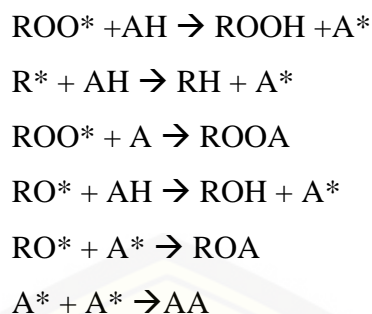 ROO* +AH → ROOH +A*
R* + AH → RH + A*
ROO* + A → ROOA
RO* + AH → ROH + A*
RO* + A* → ROA
A* + A* →AA